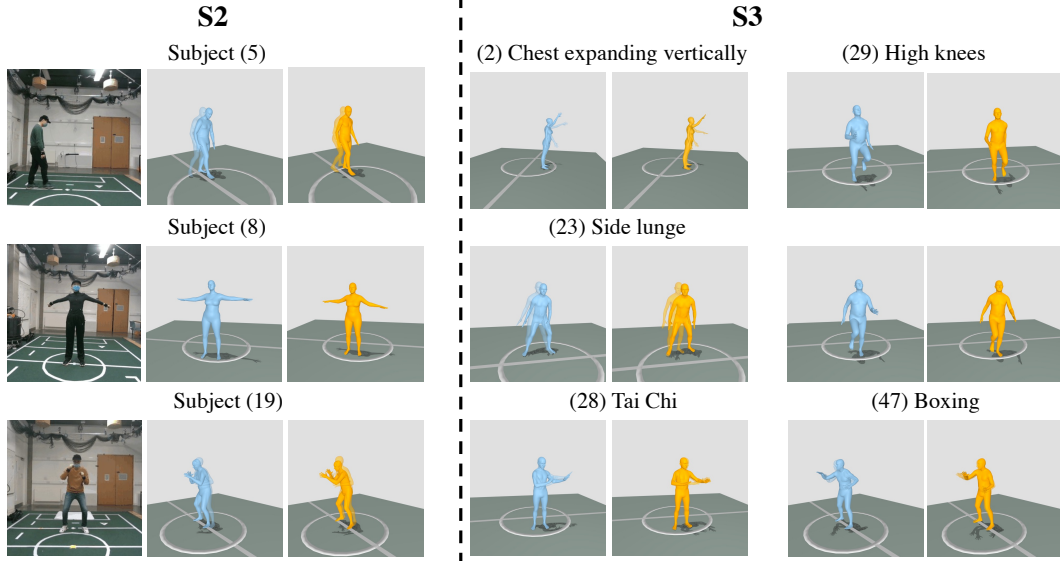 S2
S3
Subject (5)
(2) Chest expanding vertically
(29) High knees
Subject (8)
(23) Side lunge
Subject (19)
(28) Tai Chi
(47) Boxing